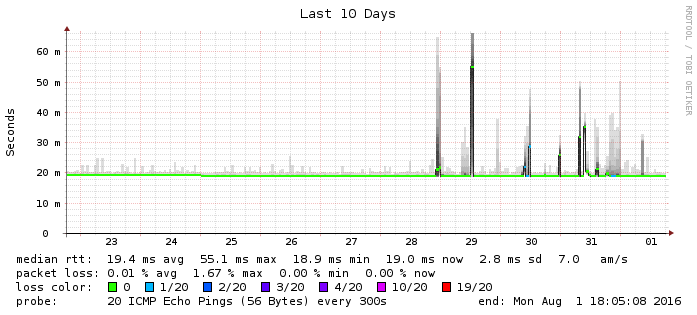 Last 10 Days
RRDTOOL / TOBI OETIKER
Seconds
60 m
50 m
40 m
30 m
20 m
10 m
0
23 24 25 26 27 28 29 30 31 01
median rtt: 19.4 ms avg 55.1 ms max 18.9 ms min 19.0 ms now 2.8 ms sd 7.0 am/s
packet loss: 0.01 % avg 1.67 % max 0.00 % min 0.00 % now
loss color: 0 1/20 2/20 3/20 4/20 10/20 19/20
probe: 20 ICMP Echo Pings (56 Bytes) every 300s end: Mon Aug 1 18:05:08 2016